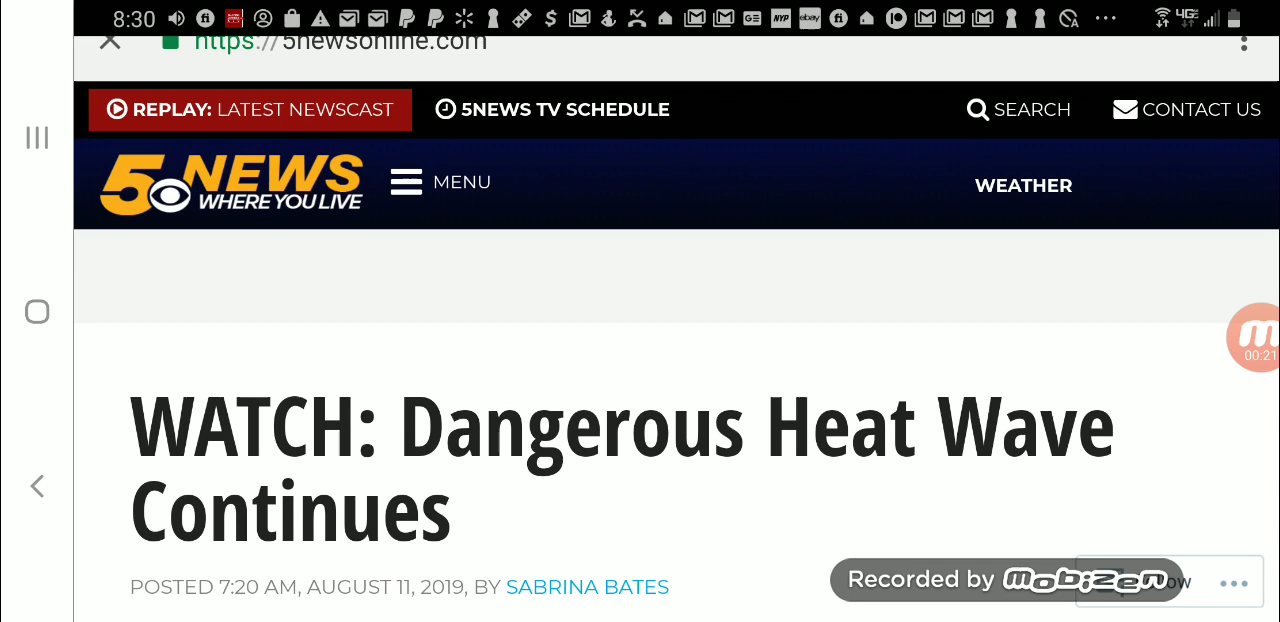 8:30
4GE
https://5newsonline.com
REPLAY: LATEST NEWSCAST
5NEWS TV SCHEDULE
SEARCH
CONTACT US
5NEWS
WHERE YOU LIVE
MENU
WEATHER
00:21
WATCH: Dangerous Heat Wave
Continues
POSTED 7:20 AM, AUGUST 11, 2019, BY SABRINA BATES
Recorded by mobizen